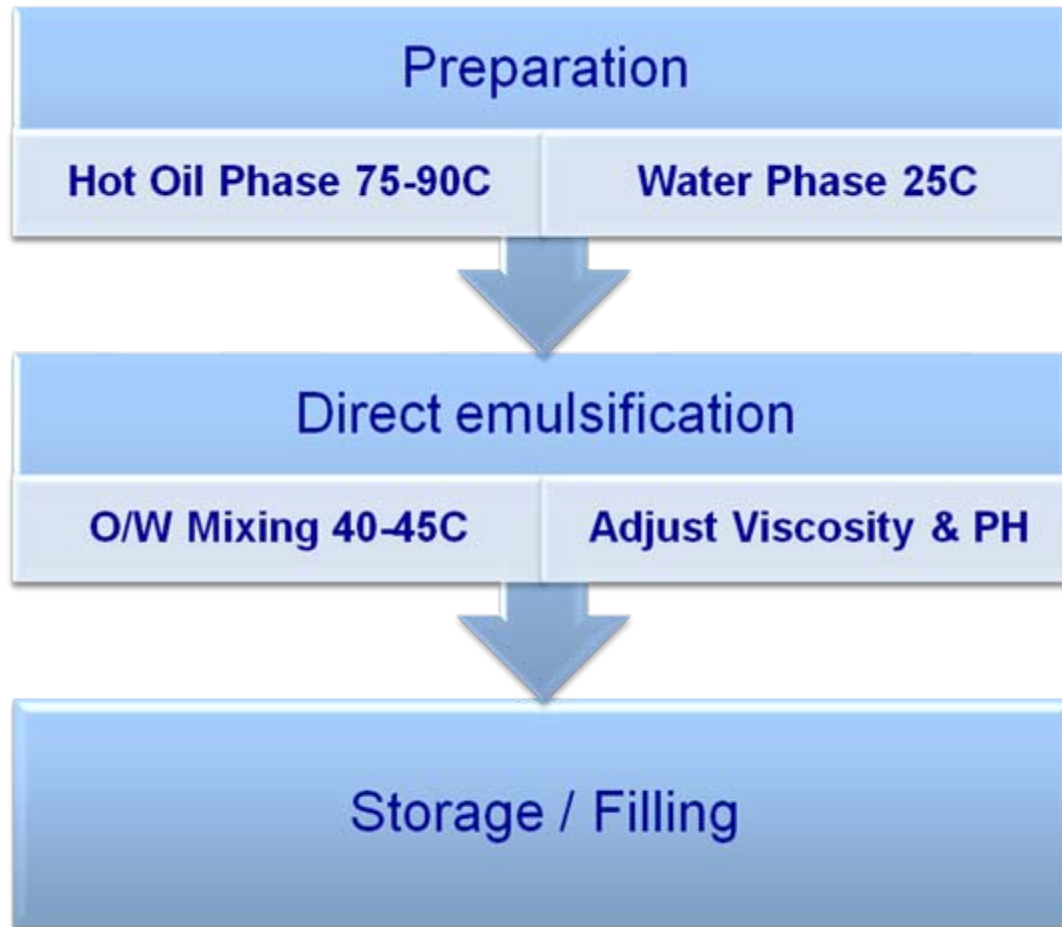 Preparation
Hot Oil Phase 75-90C
Water Phase 25C
Direct emulsification
O/W Mixing 40-45C
Adjust Viscosity & PH
Storage / Filling